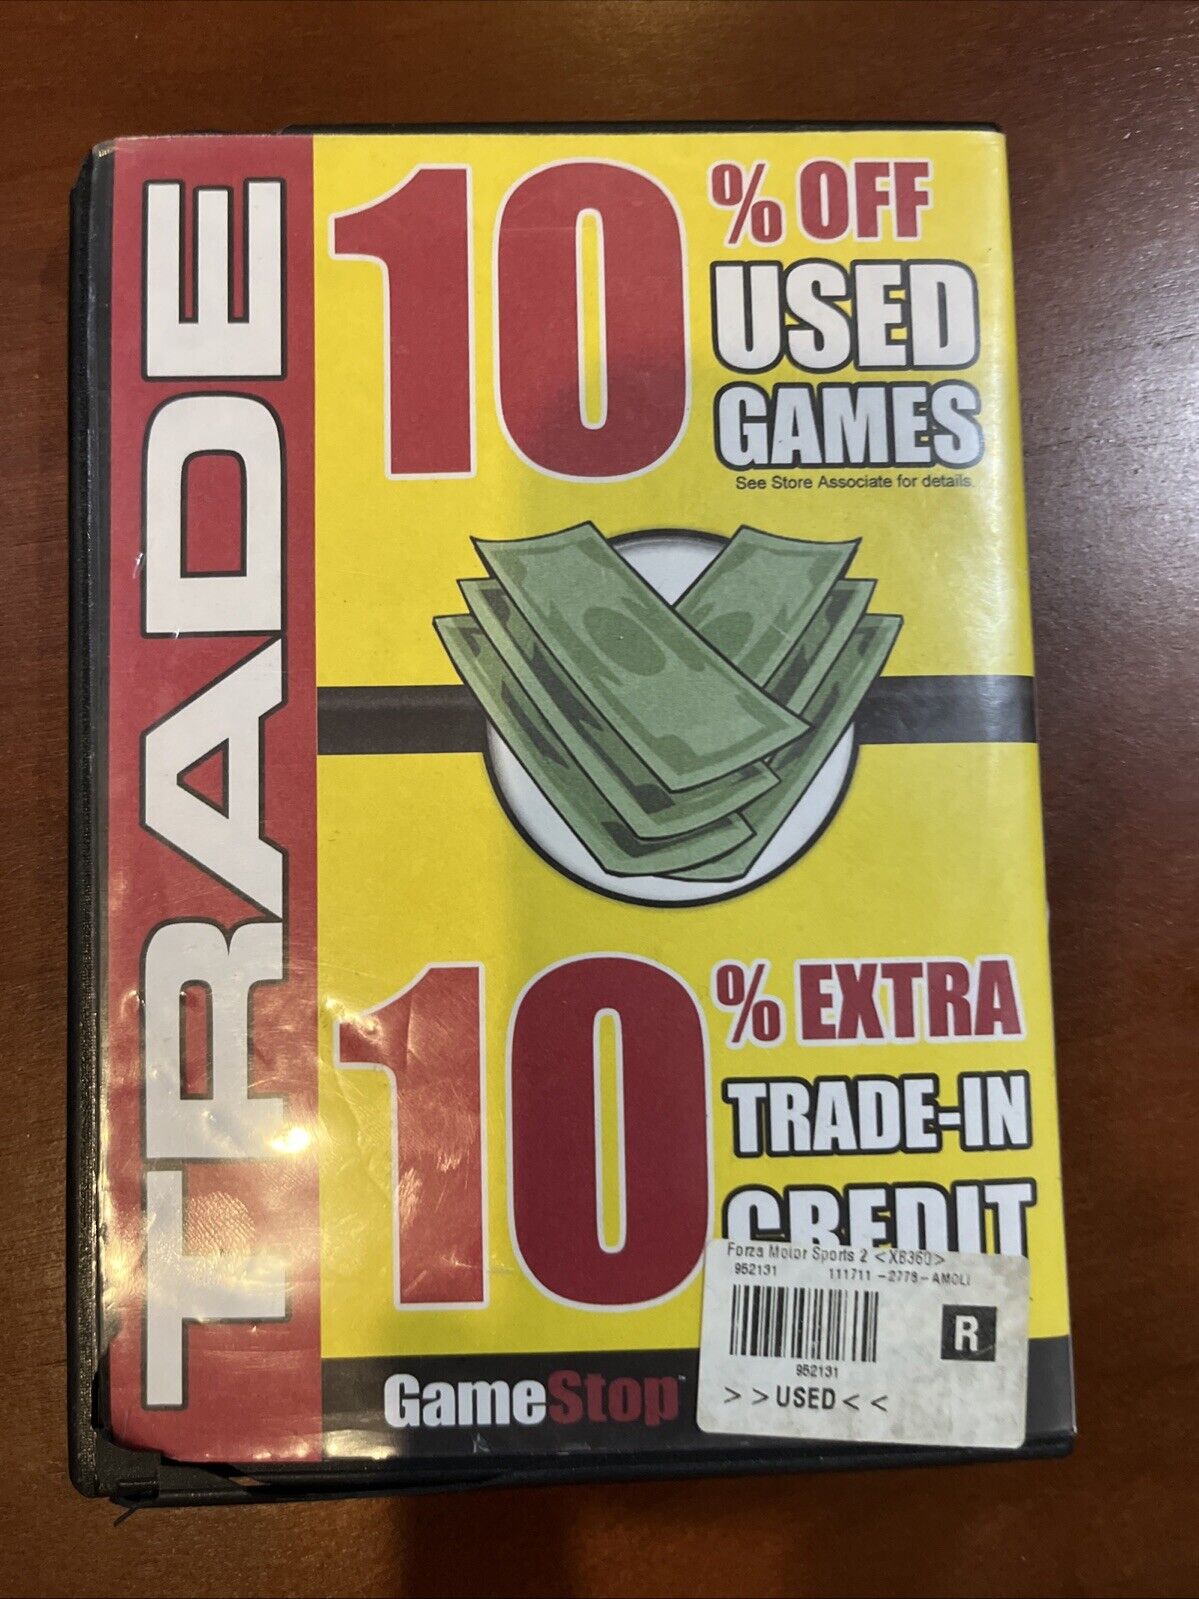 TRADE
10% OFF
USED
GAMES
See Store Associate for details.
10% EXTRA
TRADE-IN
CREDIT
Forza Motor Sports 2 <XB360>
952131 111711-2778-AMOLI
R
952131
>>USED<<
GameStop